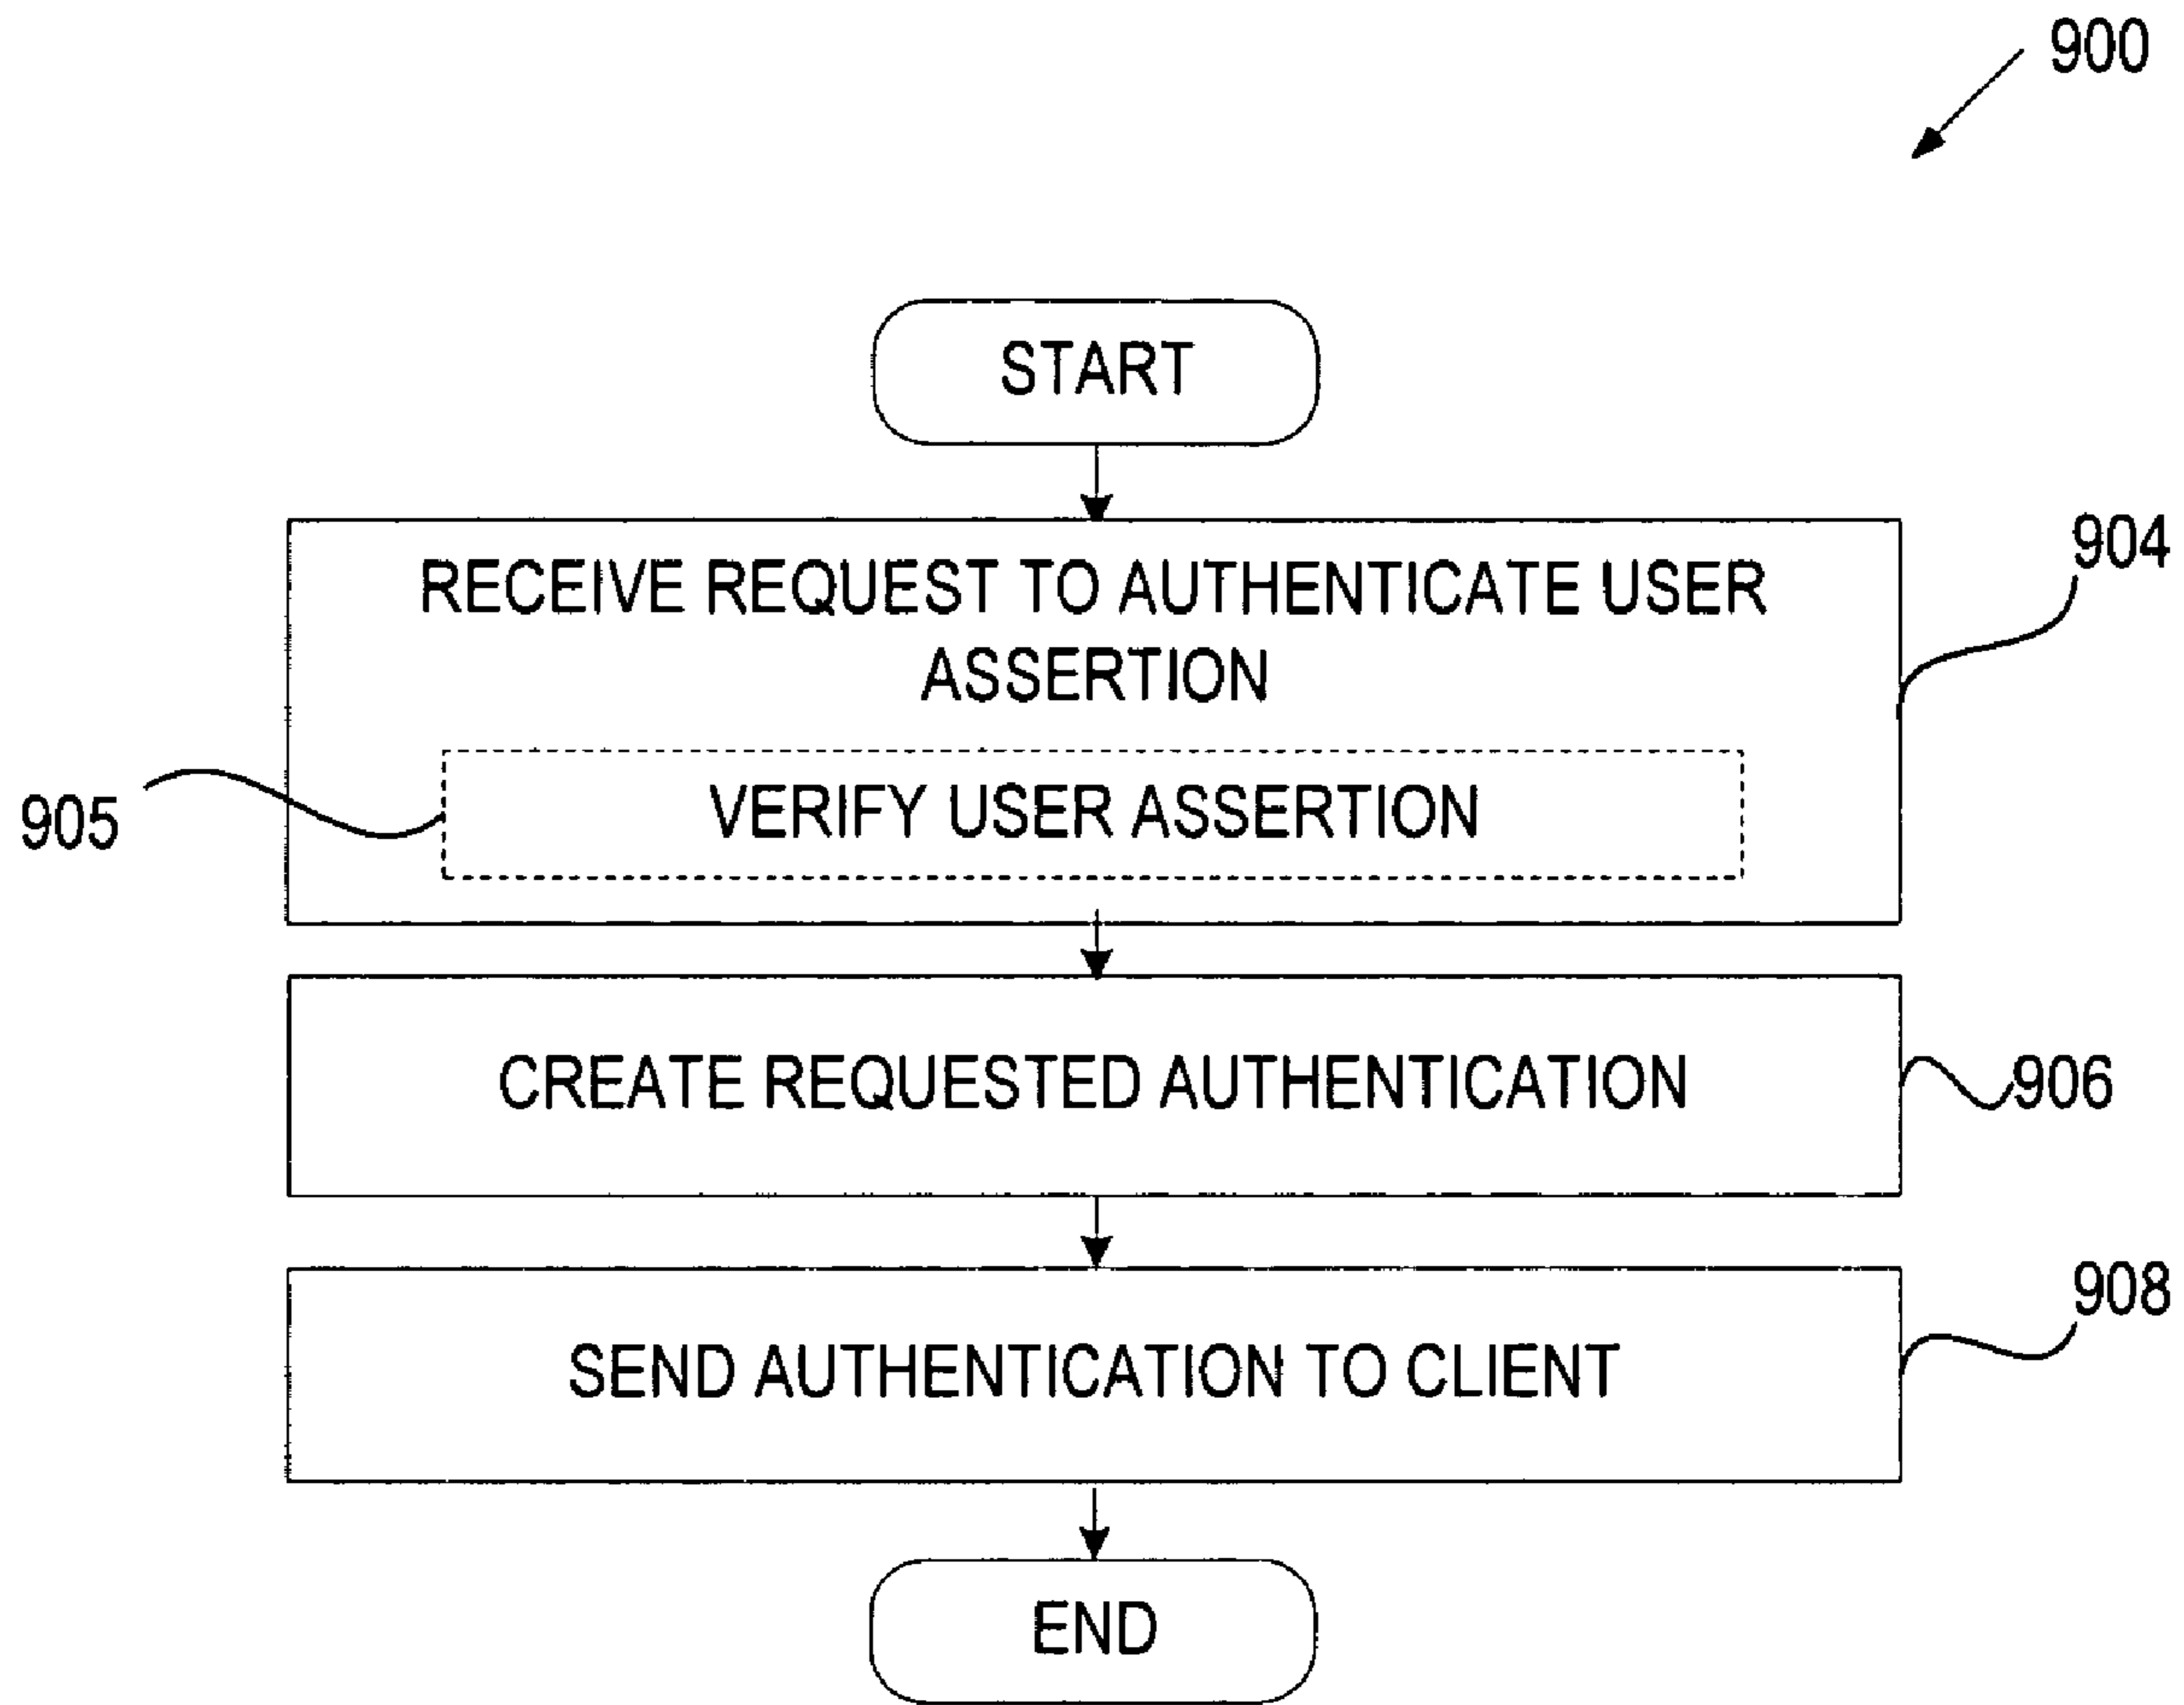 900
START
RECEIVE REQUEST TO AUTHENTICATE USER
ASSERTION
904
VERIFY USER ASSERTION
905
CREATE REQUESTED AUTHENTICATION
906
SEND AUTHENTICATION TO CLIENT
908
END